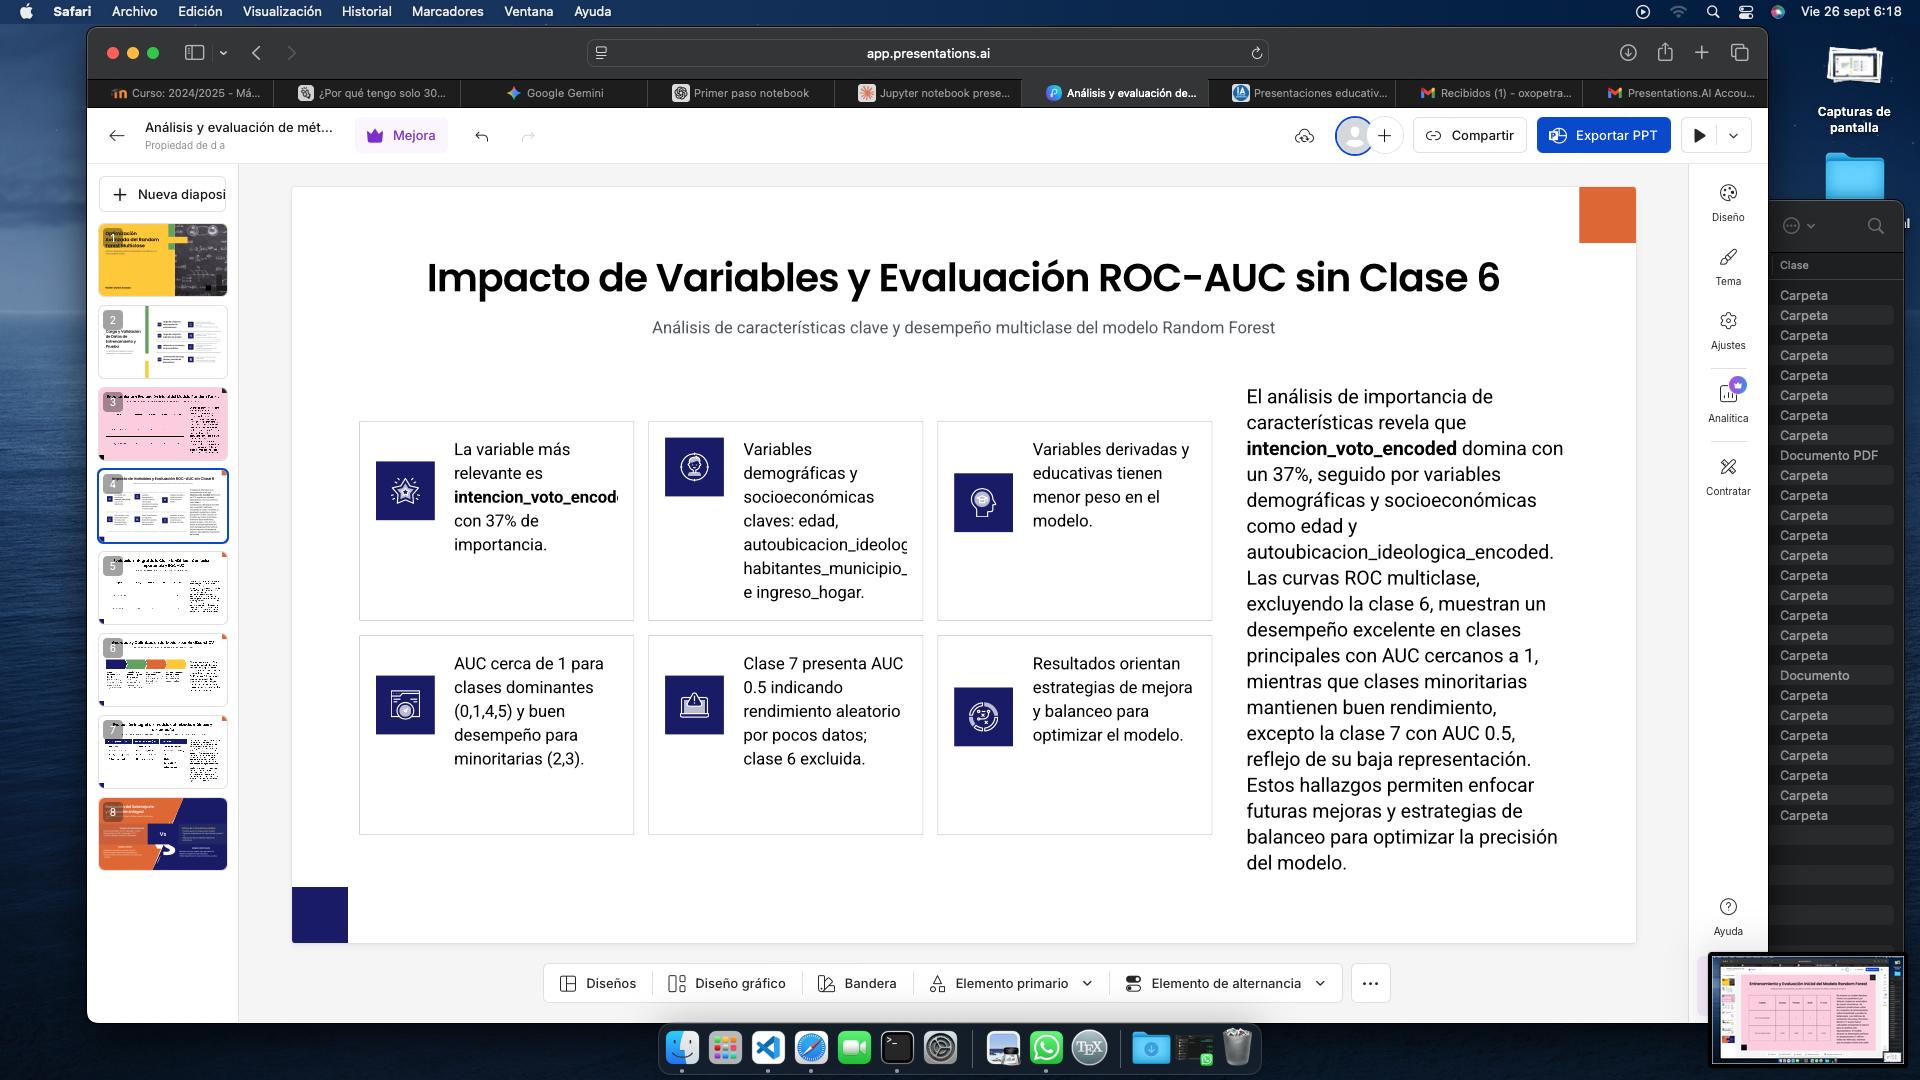 Safari Archivo Edición Visualización Historial Marcadores Ventana Ayuda
Vie 26 sept 6:18
app.presentations.ai
Curso: 2024/2025 - Má...
¿Por qué tengo solo 30...
Google Gemini
Primer paso notebook
Jupyter notebook prese...
Análisis y evaluación de...
Presentaciones educativ...
Recibidos (1) - oxopetra...
Presentations.AI Accou...
Análisis y evaluación de mét...
Propiedad de d a
Mejora
Compartir
Exportar PPT
Nueva diaposi
Impacto de Variables y Evaluación ROC-AUC sin Clase 6
Análisis de características clave y desempeño multiclase del modelo Random Forest
La variable más
relevante es
intencion_voto_encod
con 37% de
importancia.
Variables
demográficas y
socioeconómicas
claves: edad,
autoubicacion_ideolog
habitantes_municipio_
e ingreso_hogar.
Variables derivadas y
educativas tienen
menor peso en el
modelo.
AUC cerca de 1 para
clases dominantes
(0,1,4,5) y buen
desempeño para
minoritarias (2,3).
Clase 7 presenta AUC
0.5 indicando
rendimiento aleatorio
por pocos datos;
clase 6 excluida.
Resultados orientan
estrategias de mejora
y balanceo para
optimizar el modelo.
El análisis de importancia de
características revela que
intencion_voto_encoded domina con
un 37%, seguido por variables
demográficas y socioeconómicas
como edad y
autoubicacion_ideologica_encoded.
Las curvas ROC multiclase,
excluyendo la clase 6, muestran un
desempeño excelente en clases
principales con AUC cercanos a 1,
mientras que clases minoritarias
mantienen buen rendimiento,
excepto la clase 7 con AUC 0.5,
reflejo de su baja representación.
Estos hallazgos permiten enfocar
futuras mejoras y estrategias de
balanceo para optimizar la precisión
del modelo.
2
3
4
5
6
7
8
Diseño
Tema
Ajustes
Analítica
Contratar
Ayuda
Diseños
Diseño gráfico
Bandera
Elemento primario
Elemento de alternancia
Capturas de
pantalla
Clase
Carpeta
Carpeta
Carpeta
Carpeta
Carpeta
Carpeta
Carpeta
Carpeta
Documento PDF
Carpeta
Carpeta
Carpeta
Carpeta
Carpeta
Carpeta
Carpeta
Carpeta
Carpeta
Carpeta
Documento
Carpeta
Carpeta
Carpeta
Carpeta
Carpeta
Carpeta
Carpeta
TEX